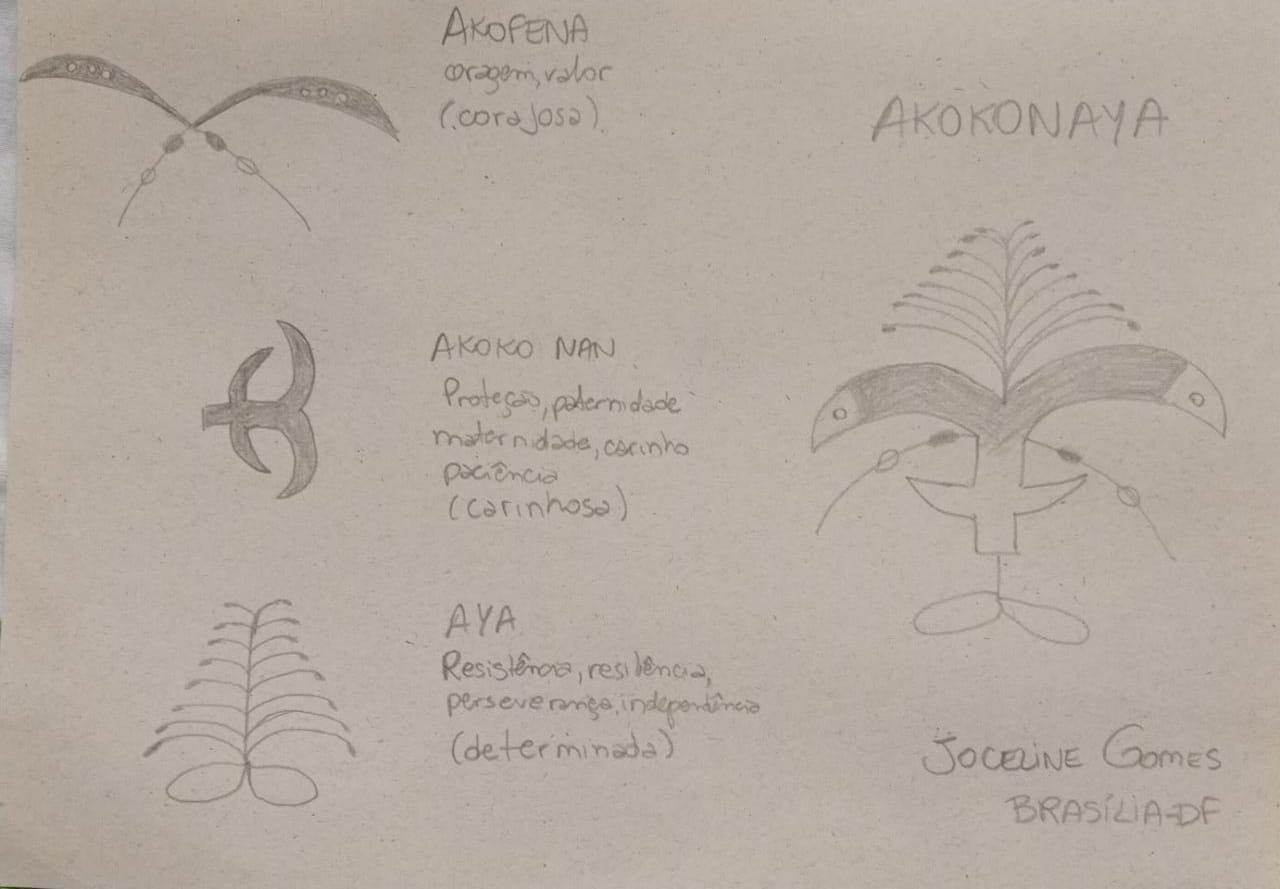 AKOFENA
coragem, valor
(corajosa)
AKOKO NAN
Proteção, paternidade
maternidade, carinho
paciência
(carinhosa)
AYA
Resistência, resiliência,
perseverança, independência
(determinada)
AKOKONAYA
JOCELINE GOMES
BRASÍLIA-DF